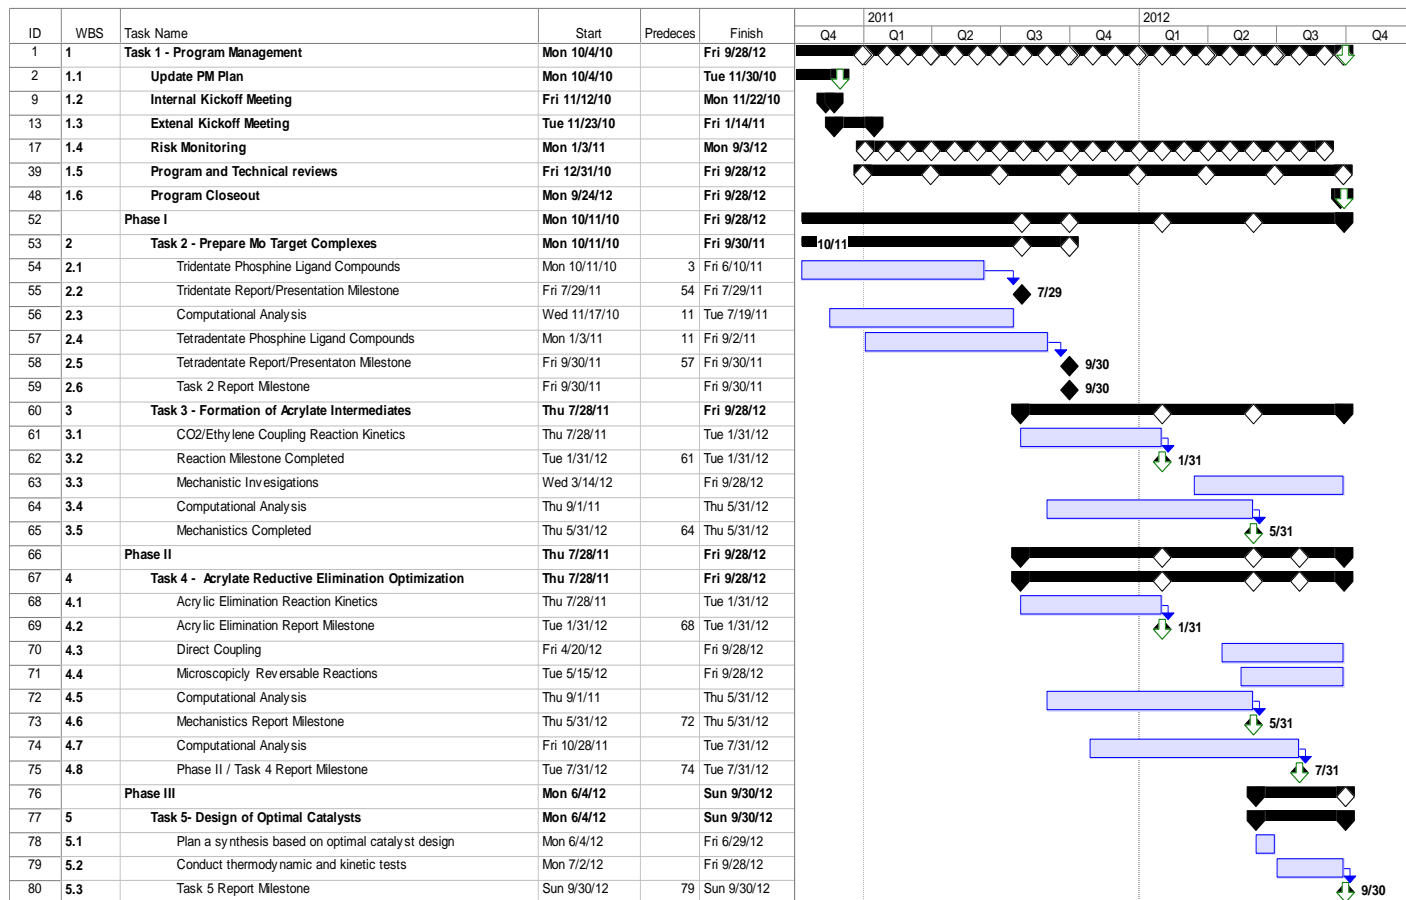 2011 2012
ID WBS Task Name Start Predeces Finish Q4 Q1 Q2 Q3 Q4 Q1 Q2 Q3 Q4
1 1 Task 1 - Program Management Mon 10/4/10 Fri 9/28/12
2 1.1 Update PM Plan Mon 10/4/10 Tue 11/30/10
9 1.2 Internal Kickoff Meeting Fri 11/12/10 Mon 11/22/10
13 1.3 Extenal Kickoff Meeting Tue 11/23/10 Fri 1/14/11
17 1.4 Risk Monitoring Mon 1/3/11 Mon 9/3/12
39 1.5 Program and Technical reviews Fri 12/31/10 Fri 9/28/12
48 1.6 Program Closeout Mon 9/24/12 Fri 9/28/12
52 Phase I Mon 10/11/10 Fri 9/28/12
53 2 Task 2 - Prepare Mo Target Complexes Mon 10/11/10 Fri 9/30/11 10/11
54 2.1 Tridentate Phosphine Ligand Compounds Mon 10/11/10 3 Fri 6/10/11
55 2.2 Tridentate Report/Presentation Milestone Fri 7/29/11 54 Fri 7/29/11 7/29
56 2.3 Computational Analysis Wed 11/17/10 11 Tue 7/19/11
57 2.4 Tetradentate Phosphine Ligand Compounds Mon 1/3/11 11 Fri 9/2/11
58 2.5 Tetradentate Report/Presentaton Milestone Fri 9/30/11 57 Fri 9/30/11 9/30
59 2.6 Task 2 Report Milestone Fri 9/30/11 Fri 9/30/11 9/30
60 3 Task 3 - Formation of Acrylate Intermediates Thu 7/28/11 Fri 9/28/12
61 3.1 CO2/Ethylene Coupling Reaction Kinetics Thu 7/28/11 Tue 1/31/12
62 3.2 Reaction Milestone Completed Tue 1/31/12 61 Tue 1/31/12 1/31
63 3.3 Mechanistic Invesigations Wed 3/14/12 Fri 9/28/12
64 3.4 Computational Analysis Thu 9/1/11 Thu 5/31/12
65 3.5 Mechanistics Completed Thu 5/31/12 64 Thu 5/31/12 5/31
66 Phase II Thu 7/28/11 Fri 9/28/12
67 4 Task 4 - Acrylate Reductive Elimination Optimization Thu 7/28/11 Fri 9/28/12
68 4.1 Acrylic Elimination Reaction Kinetics Thu 7/28/11 Tue 1/31/12
69 4.2 Acrylic Elimination Report Milestone Tue 1/31/12 68 Tue 1/31/12 1/31
70 4.3 Direct Coupling Fri 4/20/12 Fri 9/28/12
71 4.4 Microscopicly Reversable Reactions Tue 5/15/12 Fri 9/28/12
72 4.5 Computational Analysis Thu 9/1/11 Thu 5/31/12
73 4.6 Mechanistics Report Milestone Thu 5/31/12 72 Thu 5/31/12 5/31
74 4.7 Computational Analysis Fri 10/28/11 Tue 7/31/12
75 4.8 Phase II / Task 4 Report Milestone Tue 7/31/12 74 Tue 7/31/12 7/31
76 Phase III Mon 6/4/12 Sun 9/30/12
77 5 Task 5- Design of Optimal Catalysts Mon 6/4/12 Sun 9/30/12
78 5.1 Plan a synthesis based on optimal catalyst design Mon 6/4/12 Fri 6/29/12
79 5.2 Conduct thermodynamic and kinetic tests Mon 7/2/12 Fri 9/28/12
80 5.3 Task 5 Report Milestone Sun 9/30/12 79 Sun 9/30/12 9/30